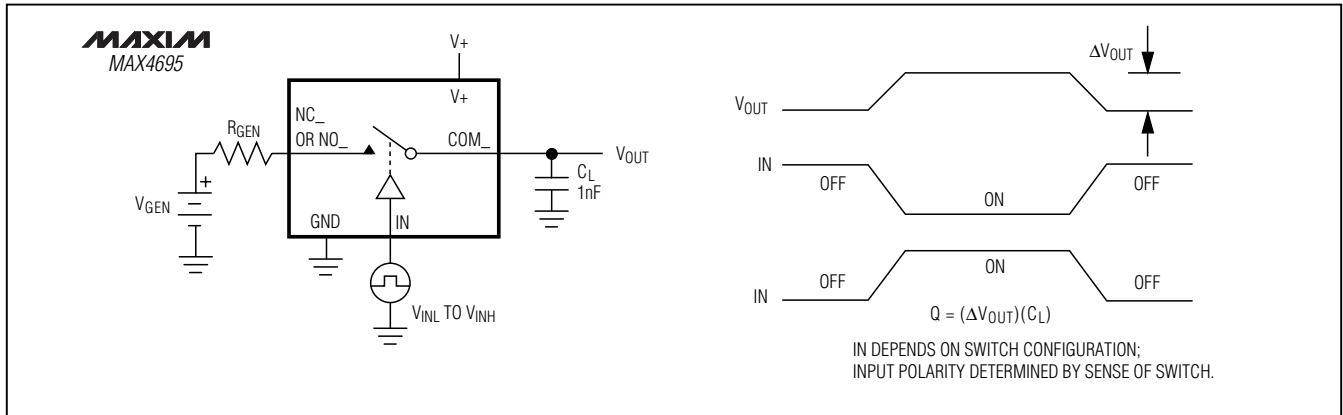 MAXIM
MAX4695
V+
V+
NC_
OR NO_
COM_
RGEN
VGEN
+
GND
IN
VOUT
CL
1nF
VINL TO VINH
ΔVOUT
VOUT
IN
OFF
ON
OFF
IN
OFF
ON
OFF
Q = (ΔVOUT)(CL)
IN DEPENDS ON SWITCH CONFIGURATION;
INPUT POLARITY DETERMINED BY SENSE OF SWITCH.